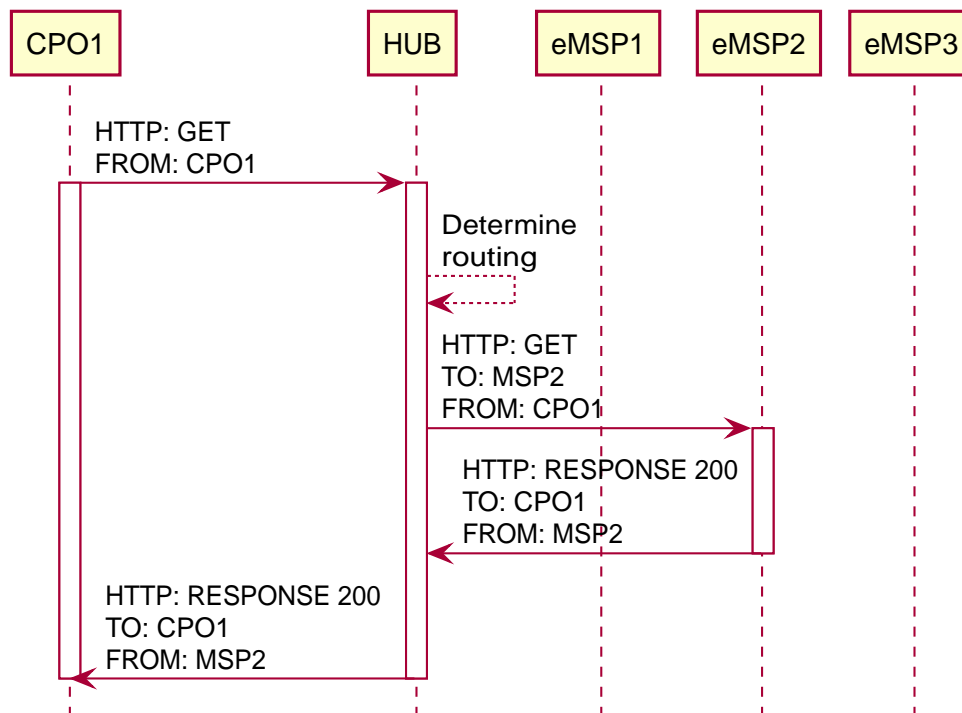 CPO1
HUB
eMSP1
eMSP2
eMSP3
HTTP: GET
FROM: CPO1
Determine
routing
HTTP: GET
TO: MSP2
FROM: CPO1
HTTP: RESPONSE 200
TO: CPO1
FROM: MSP2
HTTP: RESPONSE 200
TO: CPO1
FROM: MSP2